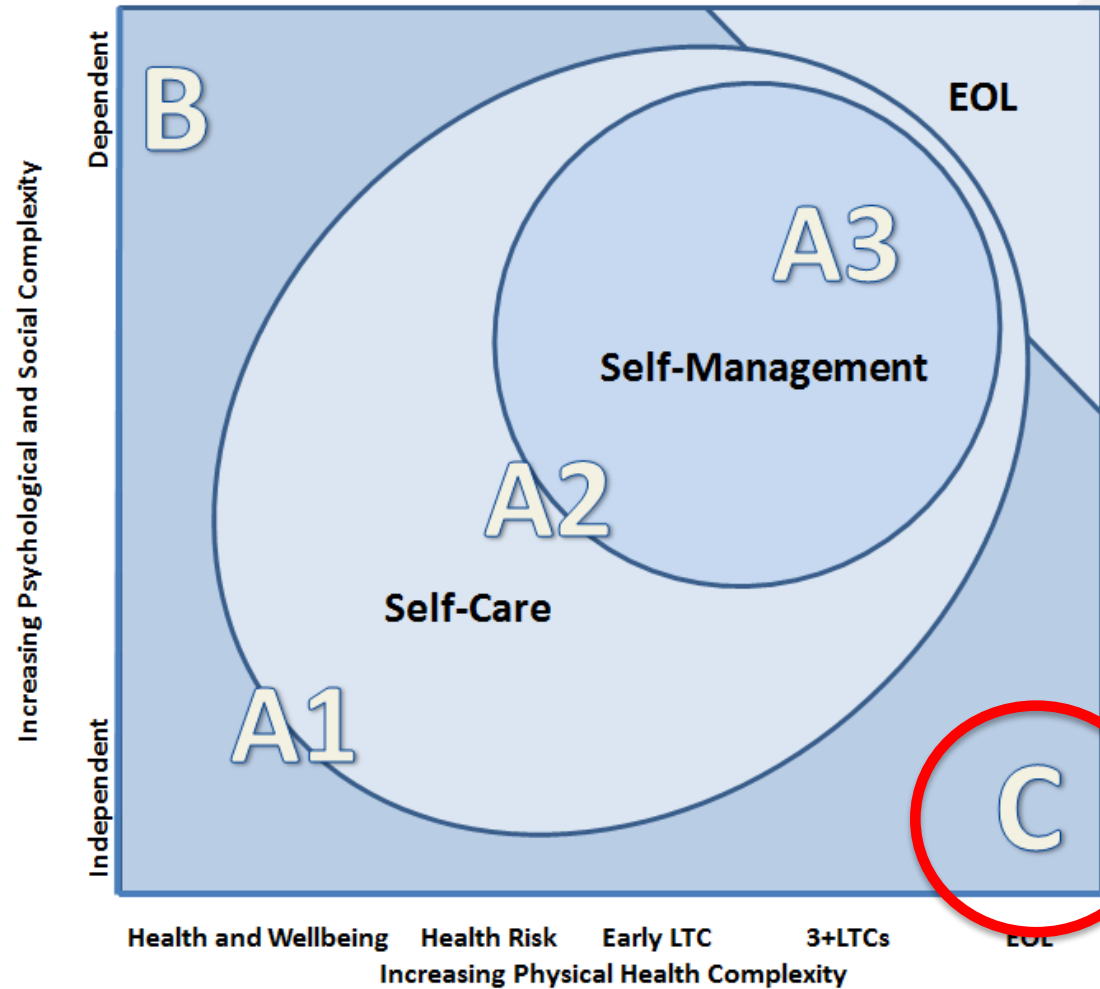 Increasing Psychological and Social Complexity
Dependent
Independent
B
EOL
A3
Self-Management
A2
Self-Care
A1
C
Health and Wellbeing Health Risk Early LTC 3+LTCs EOL
Increasing Physical Health Complexity